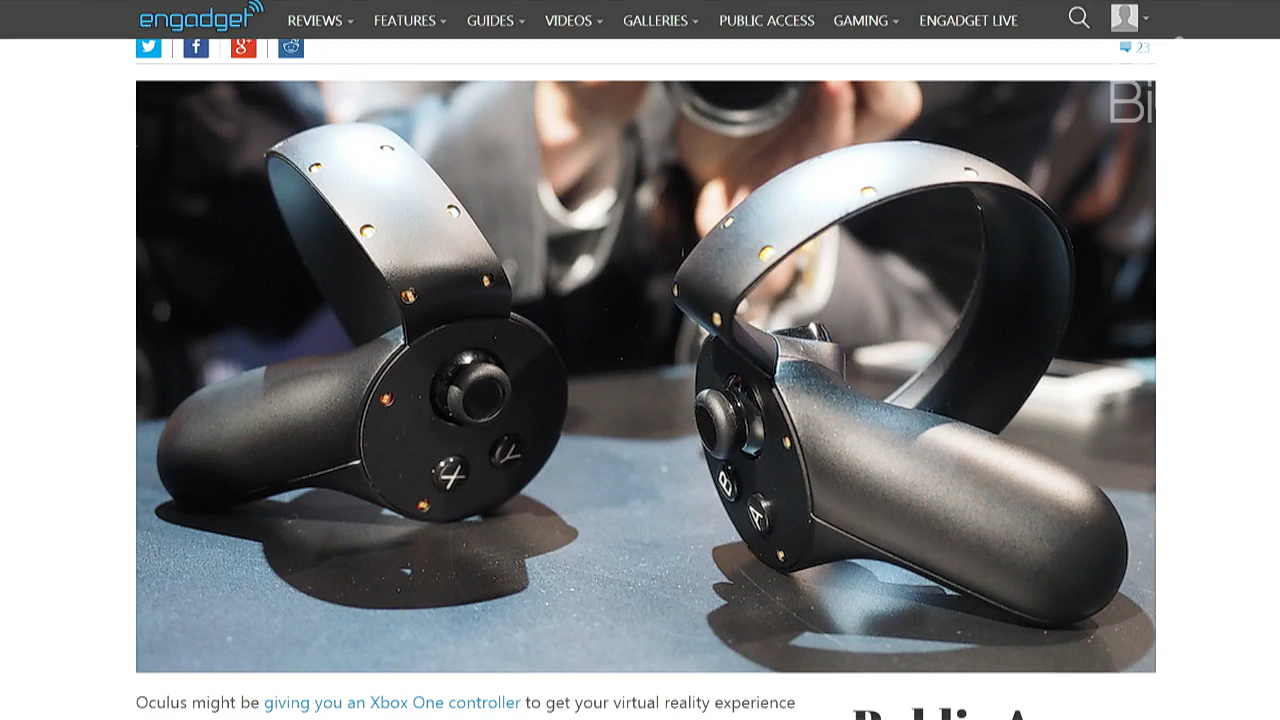 engadget REVIEWS FEATURES GUIDES VIDEOS GALLERIES PUBLIC ACCESS GAMING ENGADGET LIVE
f g+ 23
Bi
X Y B A
Oculus might be giving you an Xbox One controller to get your virtual reality experience